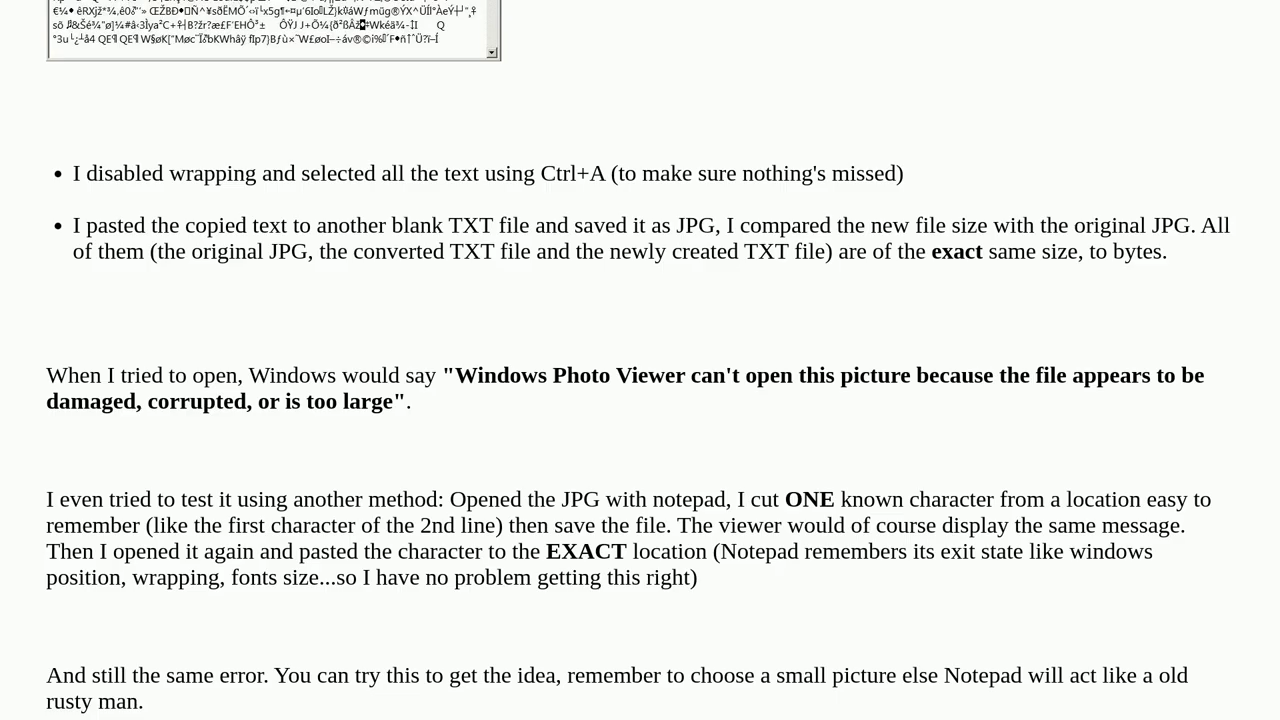 I disabled wrapping and selected all the text using Ctrl+A (to make sure nothing's missed)
I pasted the copied text to another blank TXT file and saved it as JPG, I compared the new file size with the original JPG. All
of them (the original JPG, the converted TXT file and the newly created TXT file) are of the exact same size, to bytes.
When I tried to open, Windows would say "Windows Photo Viewer can't open this picture because the file appears to be
damaged, corrupted, or is too large".
I even tried to test it using another method: Opened the JPG with notepad, I cut ONE known character from a location easy to
remember (like the first character of the 2nd line) then save the file. The viewer would of course display the same message.
Then I opened it again and pasted the character to the EXACT location (Notepad remembers its exit state like windows
position, wrapping, fonts size...so I have no problem getting this right)
And still the same error. You can try this to get the idea, remember to choose a small picture else Notepad will act like a old
rusty man.